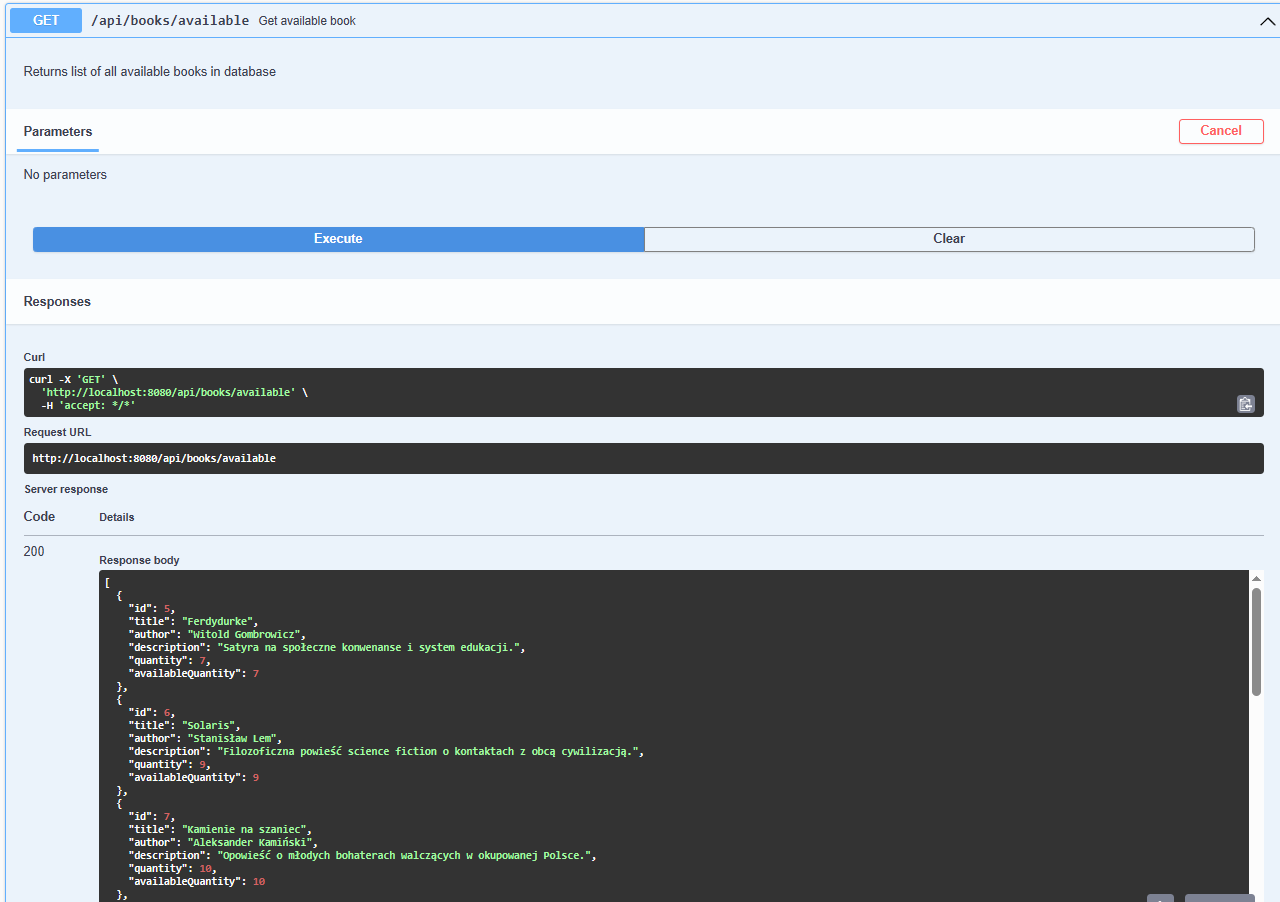 GET /api/books/available Get available book
Returns list of all available books in database
Parameters
Cancel
No parameters
Execute
Clear
Responses
Curl
curl -X 'GET' \
  'http://localhost:8080/api/books/available' \
  -H 'accept: */*'
Request URL
http://localhost:8080/api/books/available
Server response
Code Details
200
Response body
[
  {
    "id": 5,
    "title": "Ferdydurke",
    "author": "Witold Gombrowicz",
    "description": "Satyra na społeczne konwenanse i system edukacji.",
    "quantity": 7,
    "availableQuantity": 7
  },
  {
    "id": 6,
    "title": "Solaris",
    "author": "Stanisław Lem",
    "description": "Filozoficzna powieść science fiction o kontaktach z obcą cywilizacją.",
    "quantity": 9,
    "availableQuantity": 9
  },
  {
    "id": 7,
    "title": "Kamienie na szaniec",
    "author": "Aleksander Kamiński",
    "description": "Opowieść o młodych bohaterach walczących w okupowanej Polsce.",
    "quantity": 10,
    "availableQuantity": 10
  },